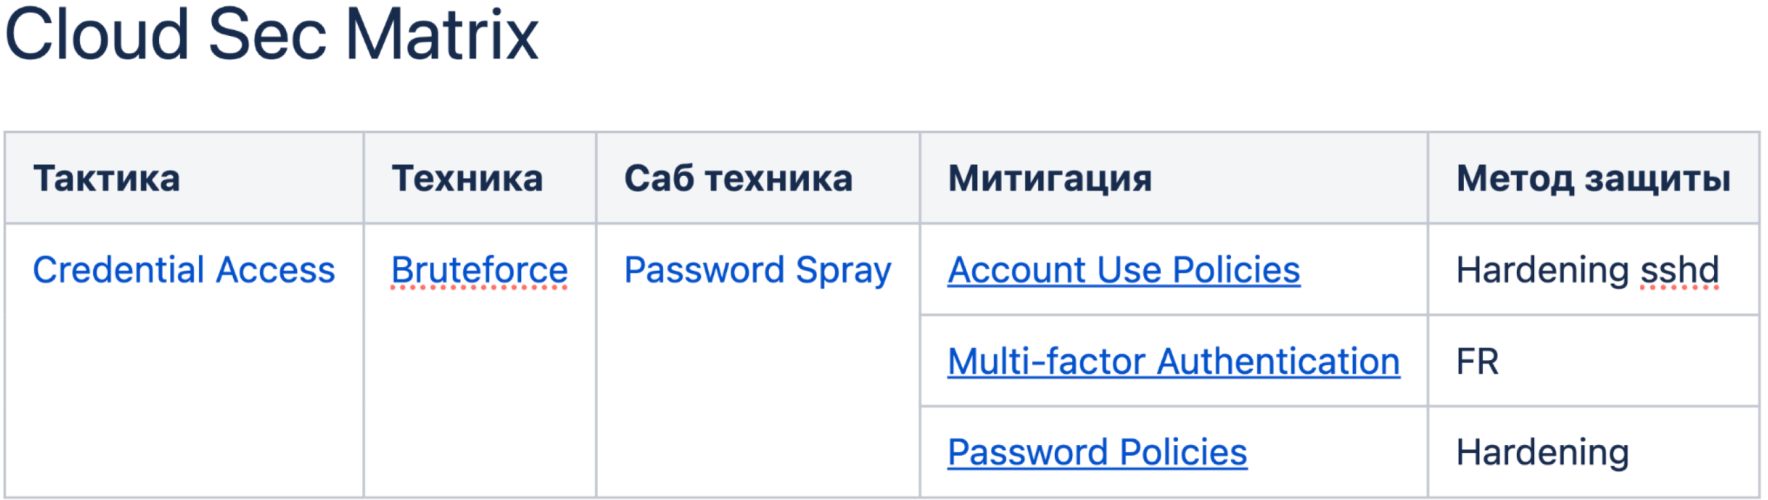 Cloud Sec Matrix
Тактика Техника Саб техника Митигация Метод защиты
Credential Access Bruteforce Password Spray Account Use Policies Hardening sshd
Multi-factor Authentication FR
Password Policies Hardening